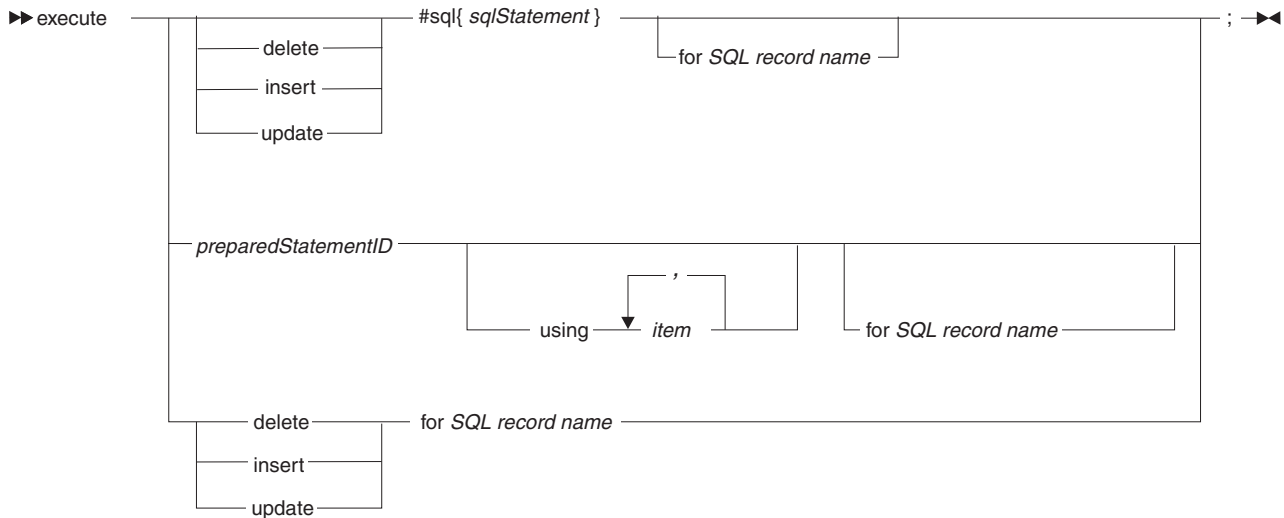 execute #sql{ sqlStatement } ;
delete for SQL record name
insert
update
preparedStatementID
,
using item for SQL record name
delete for SQL record name
insert
update